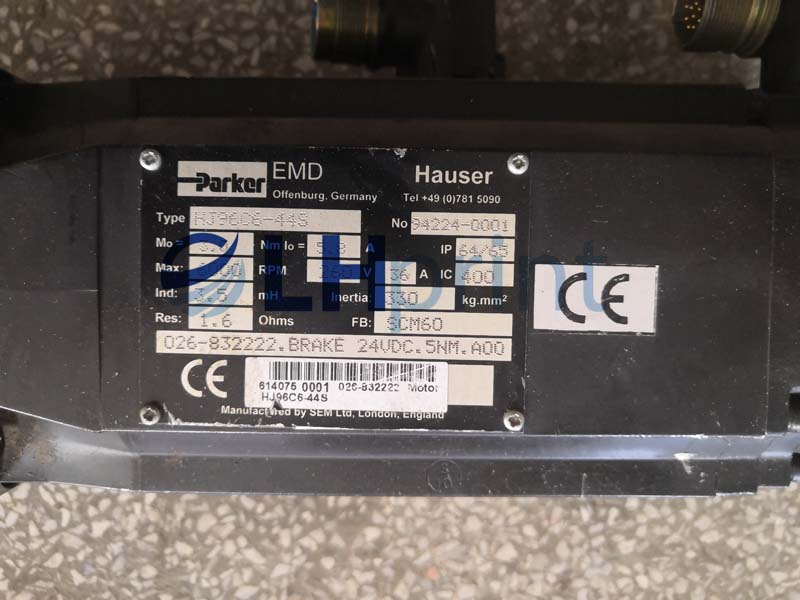 Parker EMD
Hauser
Offenburg, Germany
Tel +49 (0)781 5090
Type HJ96C6-44S No 94224-0001
Mo = Nm Io = A IP 64/65
Max: RPM V 36 A IC 400
Ind: mH Inertia: 330 kg.mm²
Res: 1.6 Ohms FB: SCM60
026-832222.BRAKE 24VDC.5NM.A00
CE
614075 0001 026-832222 Motor
HJ96C6-44S
Manufactured by SEM Ltd, London, England
CE
LHprint